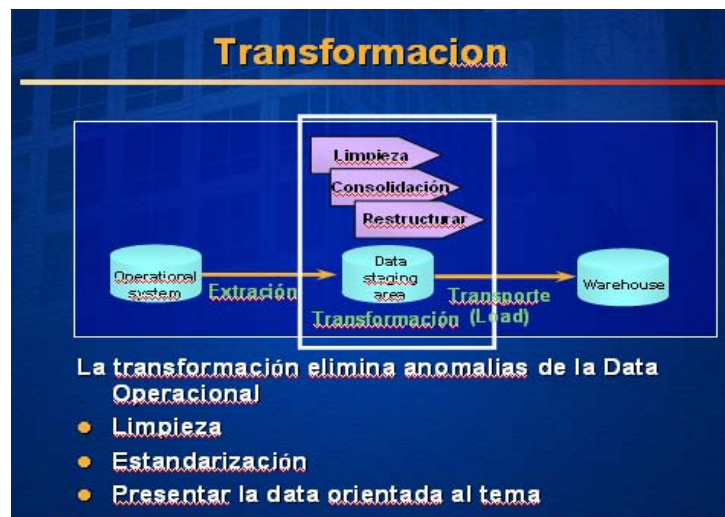 Transformacion
Limpieza
Consolidación
Restructurar
Operational
system
Extración
Data
staging
area
Transformación
Transporte
(Load)
Warehouse
La transformación elimina anomalias de la Data
Operacional
Limpieza
Estandarización
Presentar la data orientada al tema